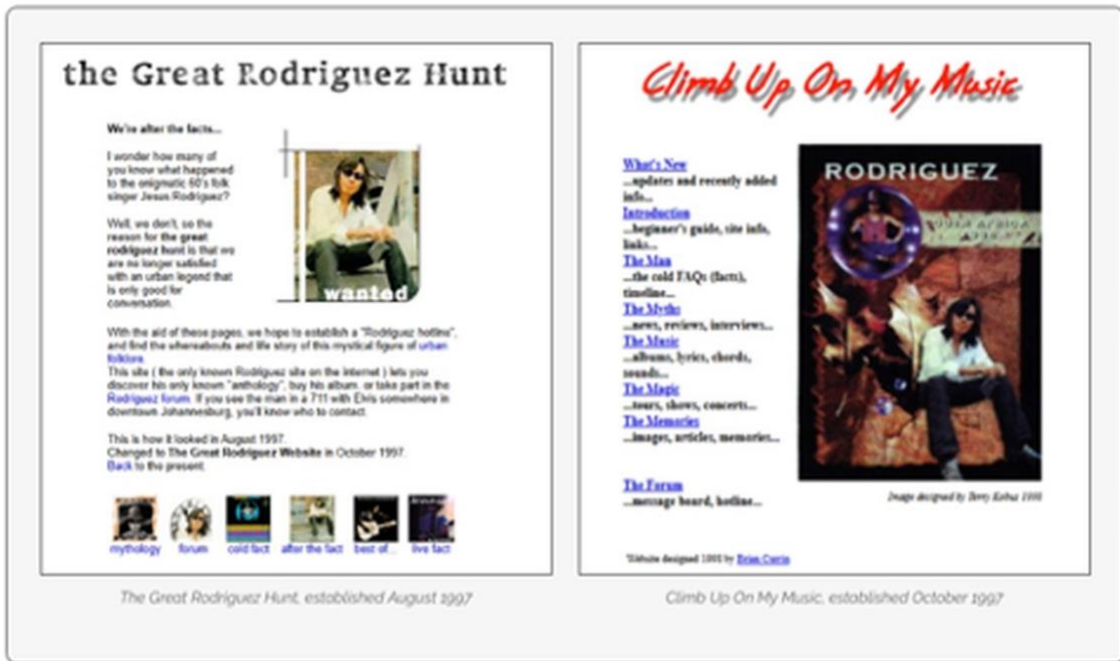 the Great Rodriguez Hunt
We're after the facts...
I wonder how many of
you know what happened
to the enigmatic 60's folk
singer Jesus Rodriguez?
Well, we don't, so the
reason for the great
rodriguez hunt is that we
are no longer satisfied
with an urban legend that
is only good for
conversation.
wanted
With the aid of these pages, we hope to establish a "Rodriguez hotline",
and find the whereabouts and life story of this mystical figure of urban
folklore.
This site ( the only known Rodriguez site on the internet ) lets you
discover his only known "anthology", buy his album, or take part in the
Rodriguez forum. If you see the man in a 711 with Elvis somewhere in
downtown Johannesburg, you'll know who to contact.
This is how it looked in August 1997.
Changed to The Great Rodriguez Website in October 1997.
Back to the present.
mythology forum cold fact after the fact best of... live fact
The Great Rodriguez Hunt, established August 1997
Climb Up On My Music
What's New
...updates and recently added
info...
Introduction
...beginner's guide, site info,
links...
The Man
...the cold FAQs (facts),
timeline...
The Myths
...news, reviews, interviews...
The Music
...albums, lyrics, chords,
sounds...
The Magic
...tours, shows, concerts...
The Memories
...images, articles, memories...
The Forum
...message board, hotline...
RODRIGUEZ
SOUTH AFRICA
Image designed by
Website designed 1998 by Brian Currin
Climb Up On My Music, established October 1997